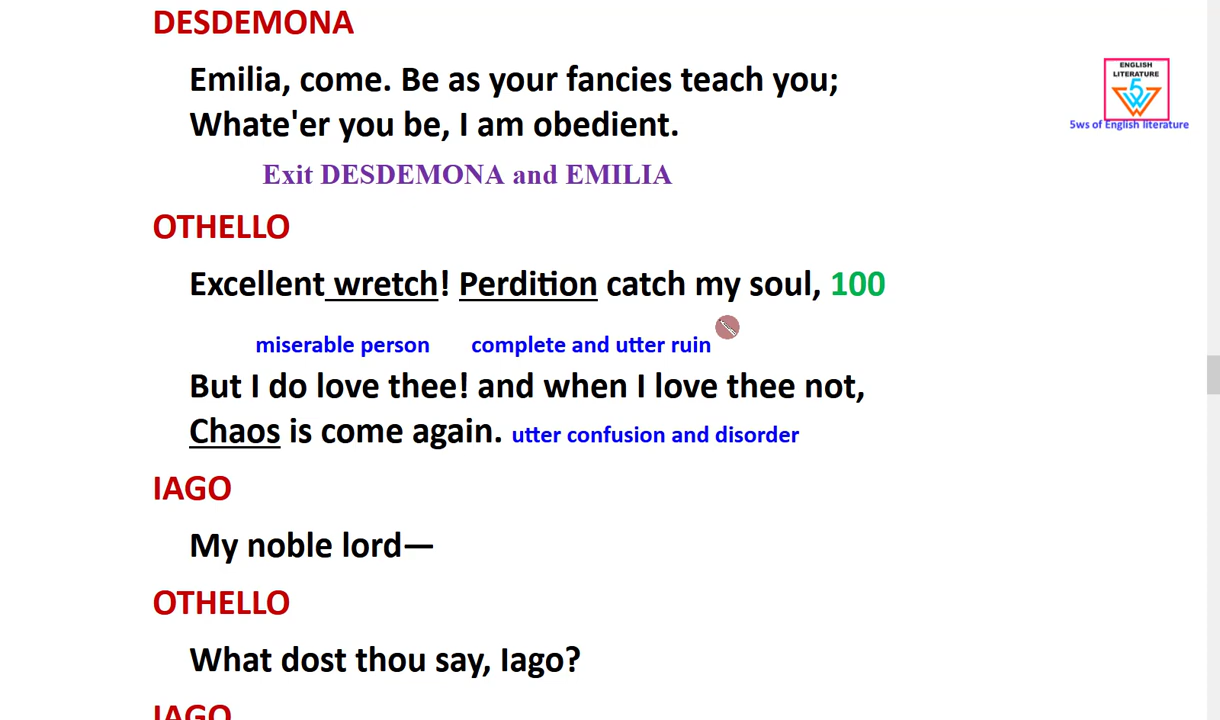 DESDEMONA
Emilia, come. Be as your fancies teach you;
Whate'er you be, I am obedient.
Exit DESDEMONA and EMILIA
OTHELLO
Excellent wretch! Perdition catch my soul, 100
miserable person complete and utter ruin
But I do love thee! and when I love thee not,
Chaos is come again. utter confusion and disorder
IAGO
My noble lord—
OTHELLO
What dost thou say, Iago?
IAGO
ENGLISH
LITERATURE
5
W
5ws of English literature